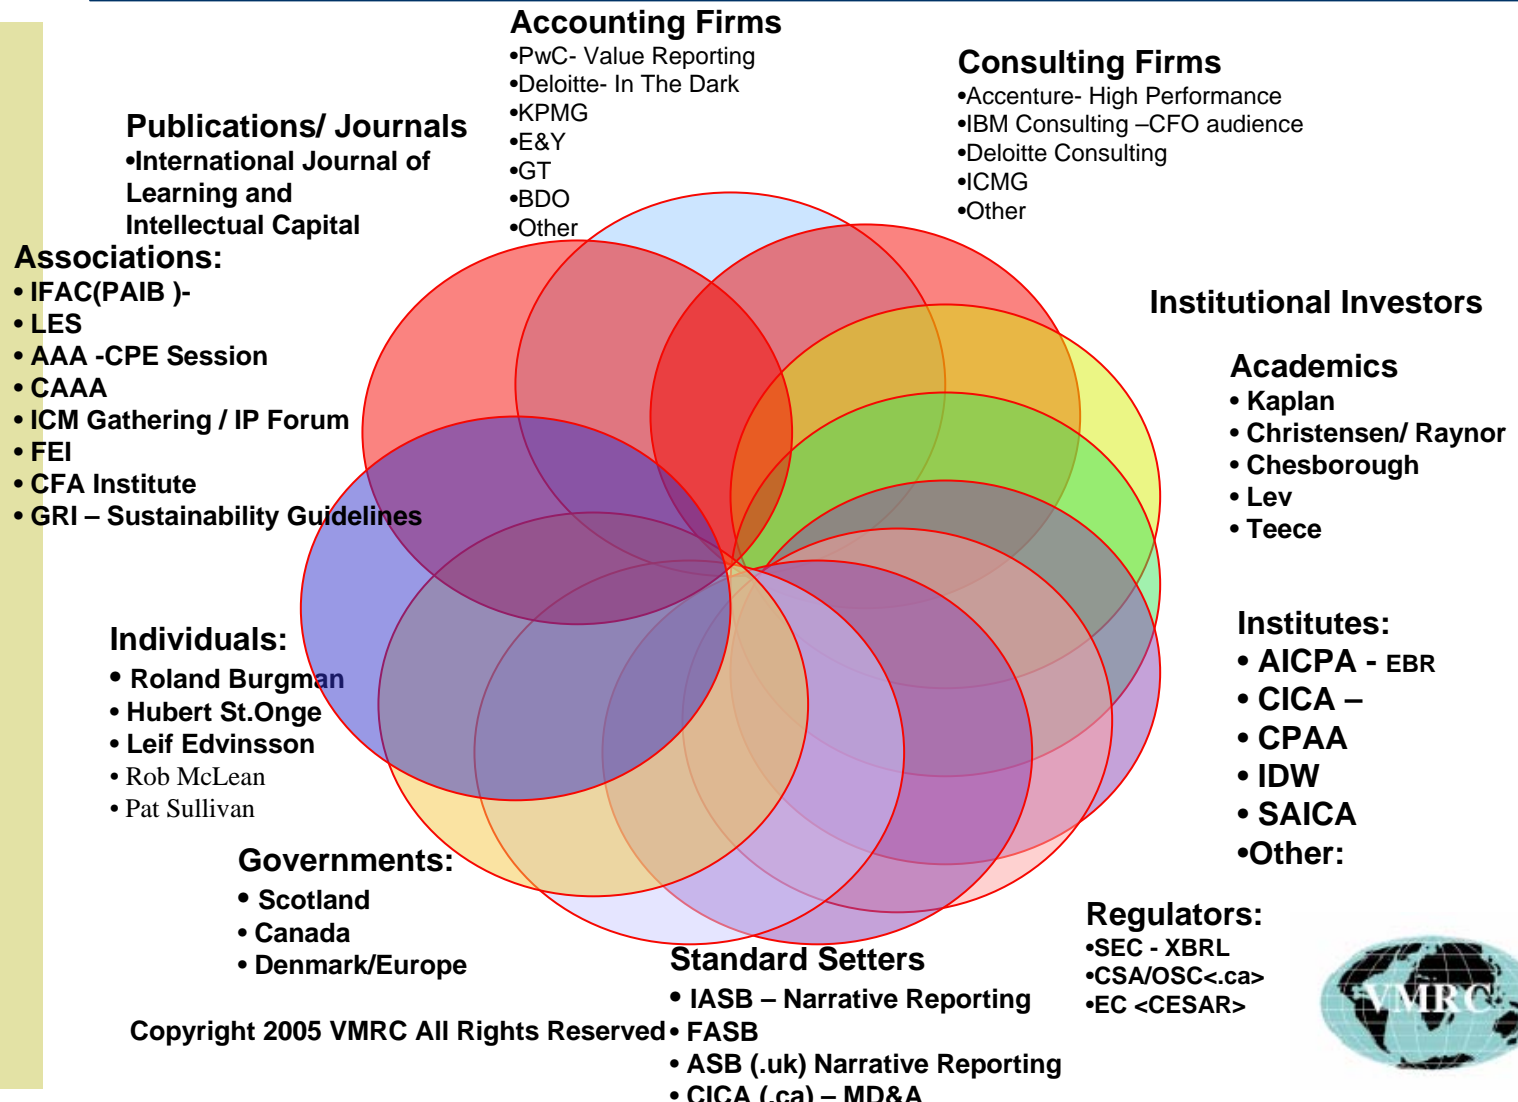 Accounting Firms
•PwC- Value Reporting
•Deloitte- In The Dark
•KPMG
•E&Y
•GT
•BDO
•Other
Consulting Firms
•Accenture- High Performance
•IBM Consulting –CFO audience
•Deloitte Consulting
•ICMG
•Other
Publications/ Journals
•International Journal of
Learning and
Intellectual Capital
Associations:
• IFAC(PAIB )-
• LES
• AAA -CPE Session
• CAAA
• ICM Gathering / IP Forum
• FEI
• CFA Institute
• GRI – Sustainability Guidelines
Institutional Investors
Academics
• Kaplan
• Christensen/ Raynor
• Chesborough
• Lev
• Teece
Individuals:
• Roland Burgman
• Hubert St.Onge
• Leif Edvinsson
• Rob McLean
• Pat Sullivan
Institutes:
• AICPA - EBR
• CICA –
• CPAA
• IDW
• SAICA
•Other:
Governments:
• Scotland
• Canada
• Denmark/Europe
Standard Setters
• IASB – Narrative Reporting
• FASB
• ASB (.uk) Narrative Reporting
• CICA (.ca) – MD&A
Regulators:
•SEC - XBRL
•CSA/OSC<.ca>
•EC <CESAR>
VMRC
Copyright 2005 VMRC All Rights Reserved